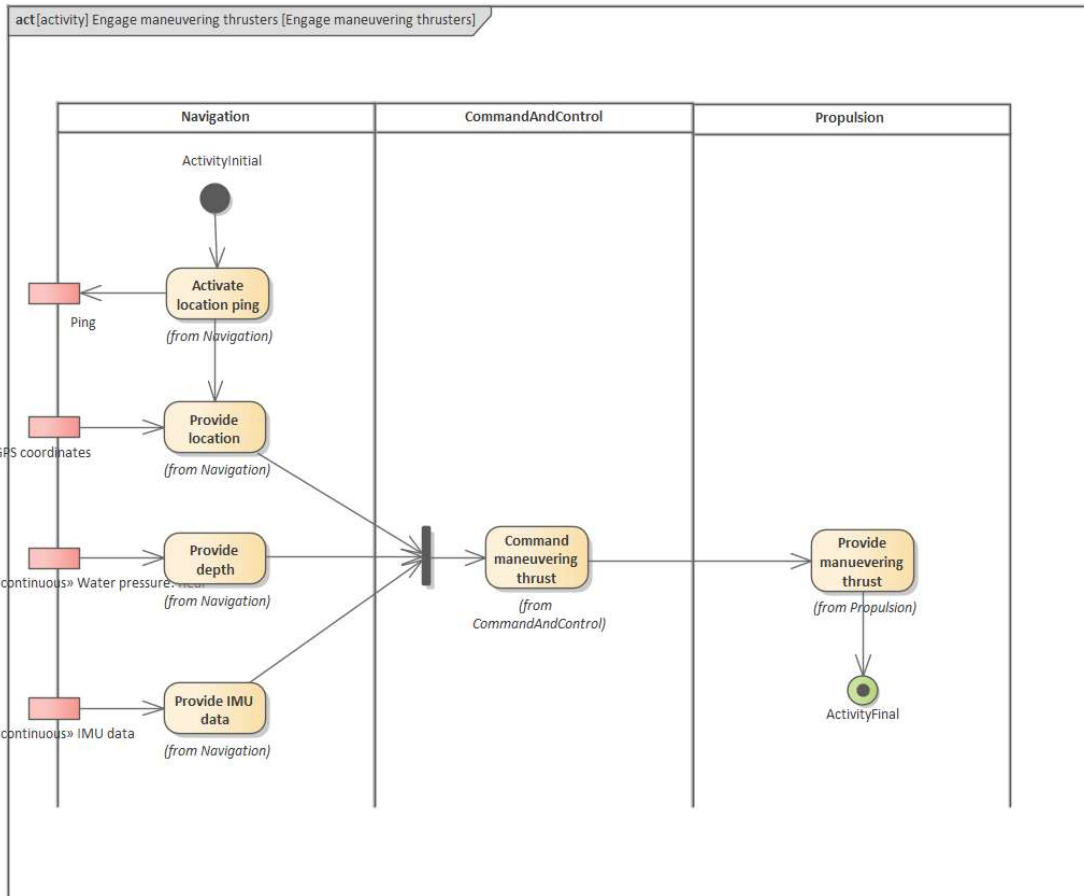 act [activity] Engage maneuvering thrusters [Engage maneuvering thrusters]
Navigation
CommandAndControl
Propulsion
ActivityInitial
Activate
location ping
(from Navigation)
Ping
Provide
location
(from Navigation)
GPS coordinates
Provide
depth
(from Navigation)
continuous» Water pressure:
Provide IMU
data
(from Navigation)
continuous» IMU data
Command
maneuvering
thrust
(from
CommandAndControl)
Provide
manuevering
thrust
(from Propulsion)
ActivityFinal